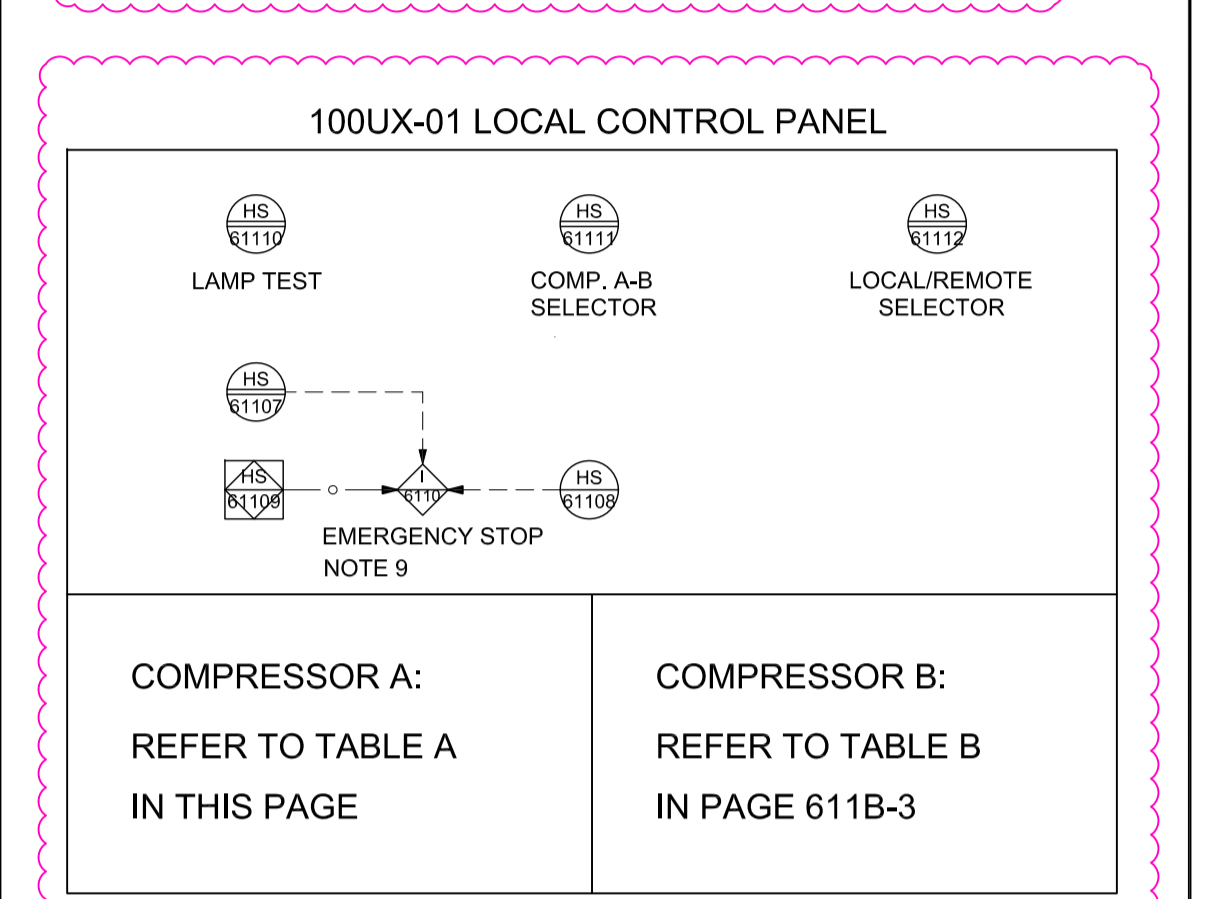 100UX-01 LOCAL CONTROL PANEL
HS
61110
LAMP TEST
HS
61111
COMP. A-B
SELECTOR
HS
61112
LOCAL/REMOTE
SELECTOR
HS
61107
HS
61109
I
6110
HS
61108
EMERGENCY STOP
NOTE 9
COMPRESSOR A:
REFER TO TABLE A
IN THIS PAGE
COMPRESSOR B:
REFER TO TABLE B
IN PAGE 611B-3